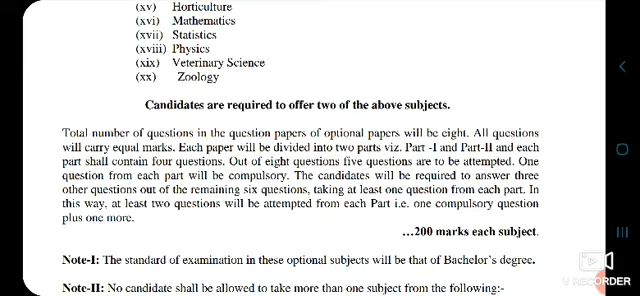 (xv) Horticulture
(xvi) Mathematics
(xvii) Statistics
(xviii) Physics
(xix) Veterinary Science
(xx) Zoology
Candidates are required to offer two of the above subjects.
Total number of questions in the question papers of optional papers will be eight. All questions
will carry equal marks. Each paper will be divided into two parts viz. Part -I and Part-II and each
part shall contain four questions. Out of eight questions five questions are to be attempted. One
question from each part will be compulsory. The candidates will be required to answer three
other questions out of the remaining six questions, taking at least one question from each part. In
this way, at least two questions will be attempted from each Part i.e. one compulsory question
plus one more.
...200 marks each subject.
Note-I: The standard of examination in these optional subjects will be that of Bachelor's degree.
Note-II: No candidate shall be allowed to take more than one subject from the following:-
V RECORDER